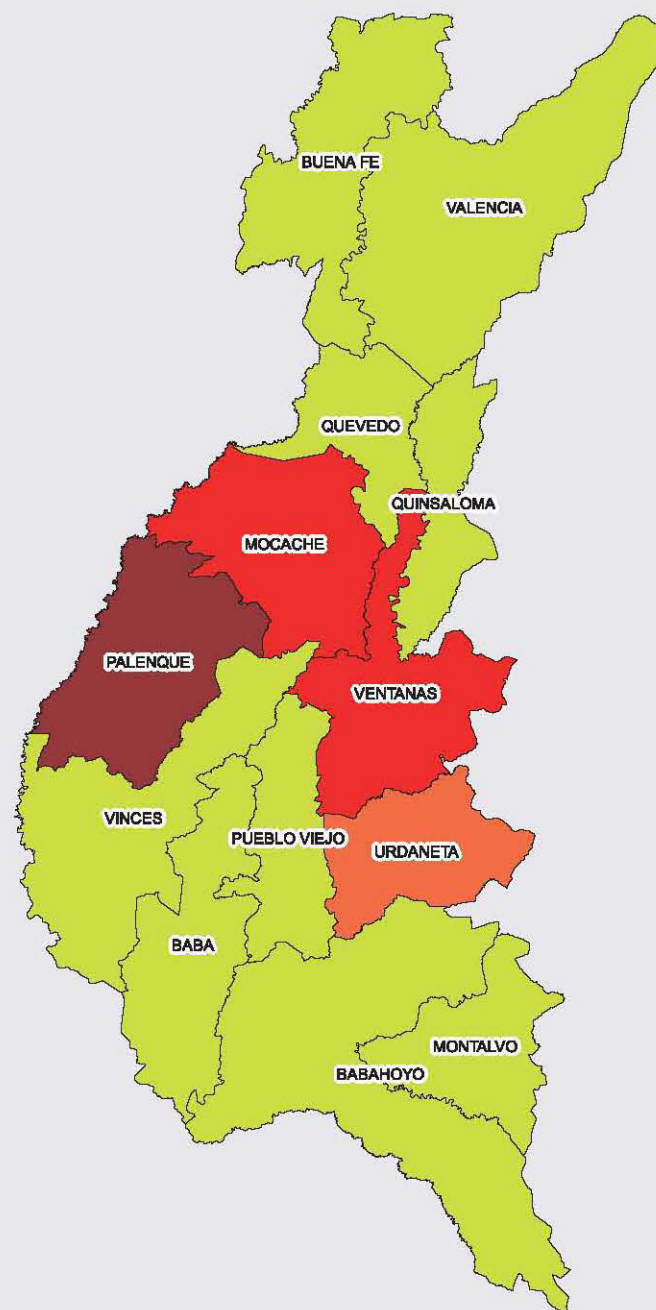 BUENA FE
VALENCIA
QUEVEDO
QUINSALOMA
MOCACHE
PALENQUE
VENTANAS
VINCES
PUEBLO VIEJO
URDANETA
BABA
MONTALVO
BABAHOYO